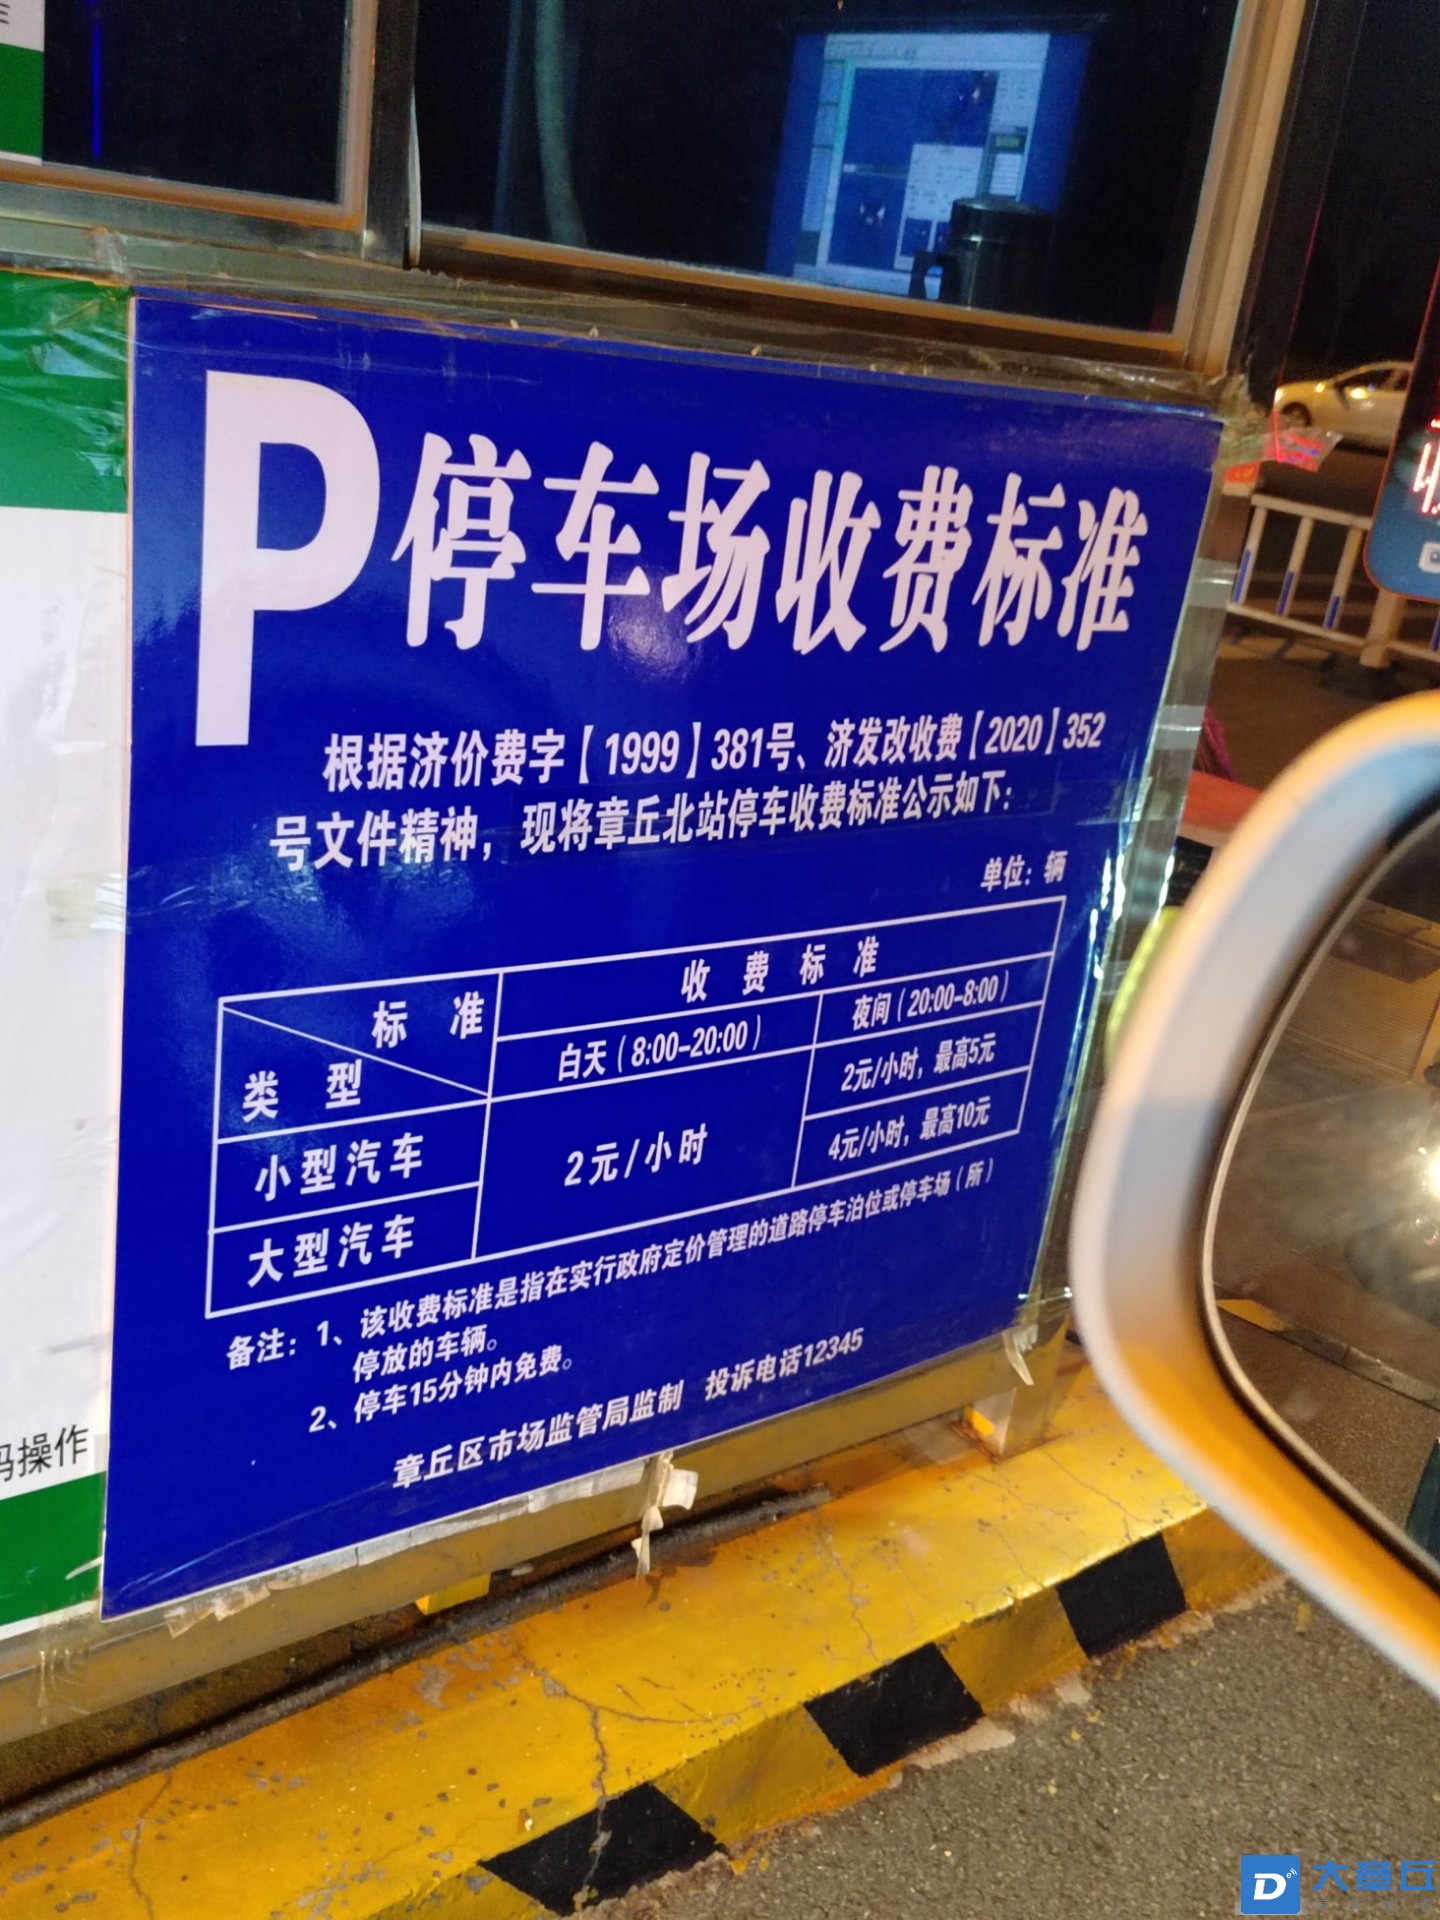 P停车场收费标准
根据济价费字【1999】381号、济发改收费【2020】352
号文件精神，现将章丘北站停车收费标准公示如下：
单位：辆
标 准
类 型
收 费 标 准
白天（8:00-20:00）
夜间（20:00-8:00）
小型汽车
2元/小时
2元/小时，最高5元
大型汽车
4元/小时，最高10元
备注：1、该收费标准是指在实行政府定价管理的道路停车泊位或停车场（所）
停放的车辆。
2、停车15分钟内免费。
章丘区市场监管局监制 投诉电话12345
码操作
大章丘